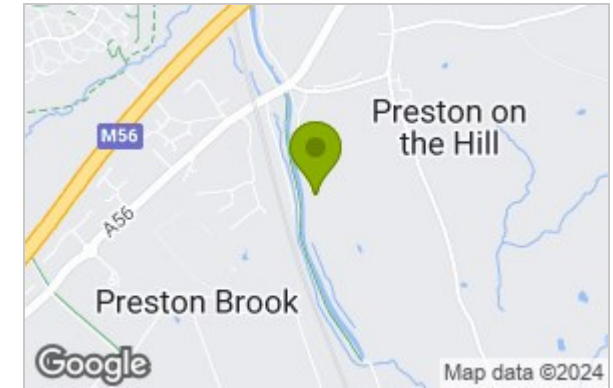 Preston on
the Hill
M56
A56
Preston Brook
Google
Map data ©2024